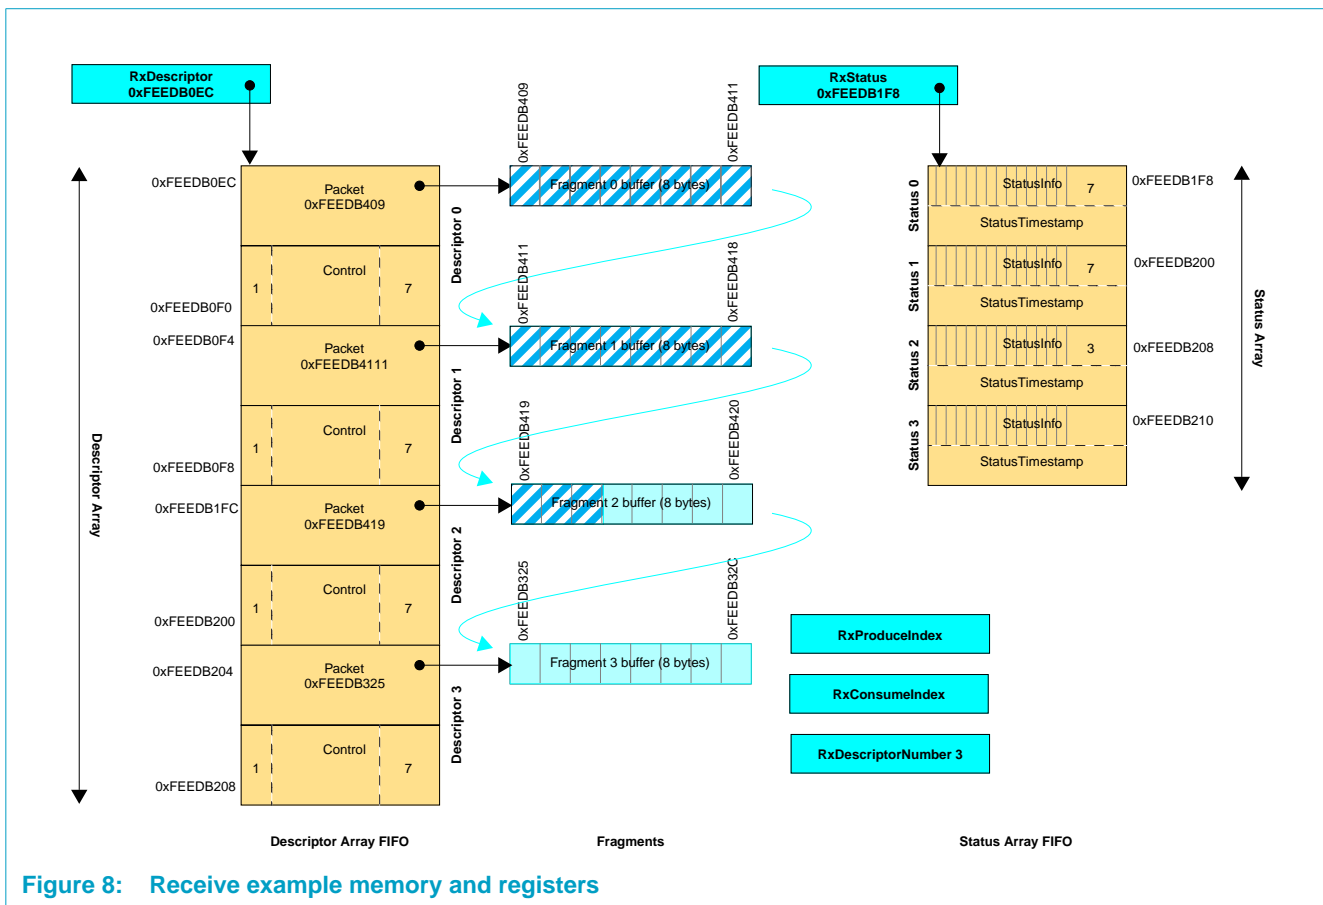 RxDescriptor
0xFEEDB0EC
RxStatus
0xFEEDB1F8
0xFEEDB409
0xFEEDB411
0xFEEDB0EC
Packet
0xFEEDB409
Fragment 0 buffer (8 bytes)
Descriptor 0
1
Control
7
0xFEEDB0F0
0xFEEDB411
0xFEEDB418
0xFEEDB0F4
Packet
0xFEEDB4111
Fragment 1 buffer (8 bytes)
Descriptor 1
1
Control
7
0xFEEDB0F8
0xFEEDB419
0xFEEDB420
0xFEEDB1FC
Packet
0xFEEDB419
Fragment 2 buffer (8 bytes)
Descriptor 2
1
Control
7
0xFEEDB200
0xFEEDB325
0xFEEDB32C
0xFEEDB204
Packet
0xFEEDB325
Fragment 3 buffer (8 bytes)
Descriptor 3
1
Control
7
0xFEEDB208
Descriptor Array
Status 0
StatusInfo
7
0xFEEDB1F8
StatusTimestamp
Status 1
StatusInfo
7
0xFEEDB200
StatusTimestamp
Status 2
StatusInfo
3
0xFEEDB208
StatusTimestamp
Status 3
StatusInfo
0xFEEDB210
StatusTimestamp
Status Array
RxProduceIndex
RxConsumeIndex
RxDescriptorNumber 3
Descriptor Array FIFO
Fragments
Status Array FIFO
Figure 8: Receive example memory and registers